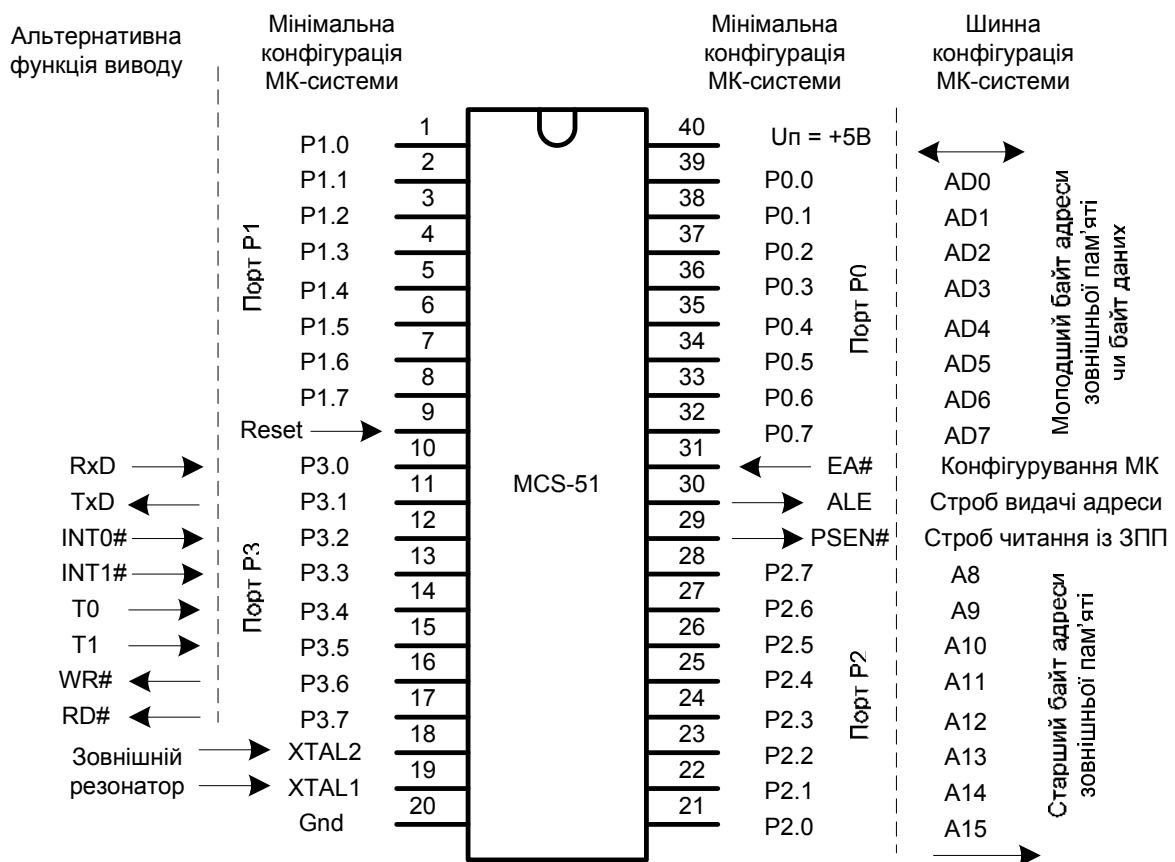 Альтернативна
функція виводу
Мінімальна
конфігурація
МК-системи
Мінімальна
конфігурація
МК-системи
Шинна
конфігурація
МК-системи
P1.0
1
40
Uп = +5В
P1.1
2
39
P0.0
AD0
P1.2
3
38
P0.1
AD1
P1.3
4
37
P0.2
AD2
P1.4
5
36
P0.3
AD3
P1.5
6
35
P0.4
AD4
P1.6
7
34
P0.5
AD5
P1.7
8
33
P0.6
AD6
Reset
9
32
P0.7
AD7
Порт P1
Порт P0
Моподший байт адреси
зовнішньої пам'яті
чи байт даних
RxD
P3.0
10
31
EA#
Конфігурування МК
TxD
P3.1
11
MCS-51
30
ALE
Строб видачі адреси
INT0#
P3.2
12
29
PSEN#
Строб читання із ЗПП
INT1#
P3.3
13
28
P2.7
A8
T0
P3.4
14
27
P2.6
A9
T1
P3.5
15
26
P2.5
A10
WR#
P3.6
16
25
P2.4
A11
RD#
P3.7
17
24
P2.3
A12
Порт P3
Порт P2
Старший байт адреси
зовнішньої пам'яті
Зовнішній
резонатор
XTAL2
18
23
P2.2
A13
XTAL1
19
22
P2.1
A14
Gnd
20
21
P2.0
A15